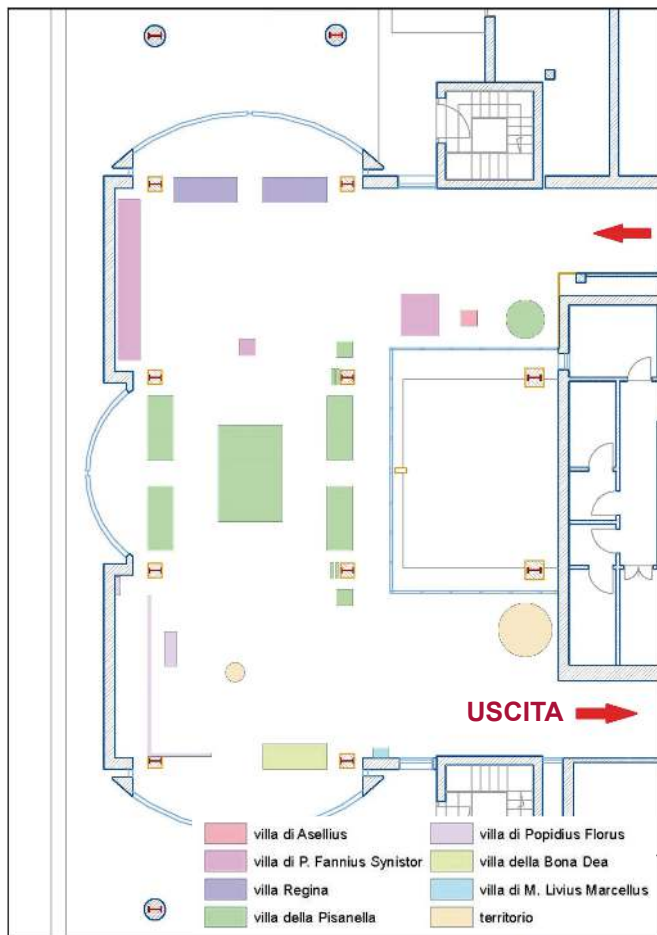 USCITA
villa di Asellius
villa di P. Fannius Synistor
villa Regina
villa della Pisanella
villa di Popidius Florus
villa della Bona Dea
villa di M. Livius Marcellus
territorio